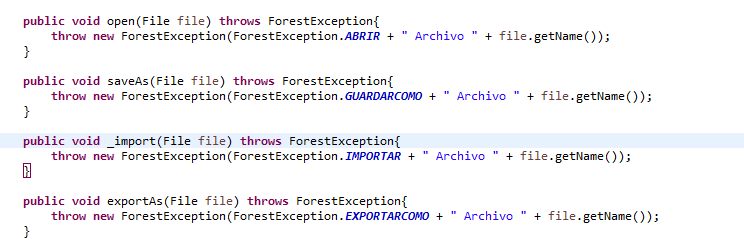 public void open(File file) throws ForestException{
    throw new ForestException(ForestException.ABRIR + " Archivo " + file.getName());
}
public void saveAs(File file) throws ForestException{
    throw new ForestException(ForestException.GUARDARCOMO + " Archivo " + file.getName());
}
public void _import(File file) throws ForestException{
    throw new ForestException(ForestException.IMPORTAR + " Archivo " + file.getName());
}
public void exportAs(File file) throws ForestException{
    throw new ForestException(ForestException.EXPORTARCOMO + " Archivo " + file.getName());
}